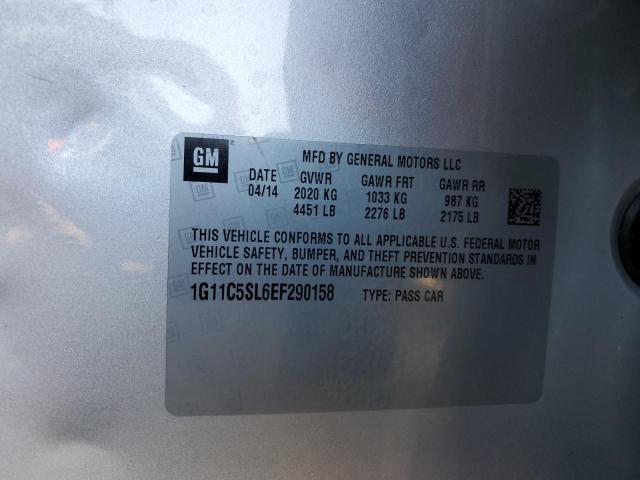 GM
MFD BY GENERAL MOTORS LLC
DATE GVWR GAWR FRT GAWR RR
04/14 2020 KG 1033 KG 987 KG
4451 LB 2276 LB 2175 LB
THIS VEHICLE CONFORMS TO ALL APPLICABLE U.S. FEDERAL MOTOR
VEHICLE SAFETY, BUMPER, AND THEFT PREVENTION STANDARDS IN
EFFECT ON THE DATE OF MANUFACTURE SHOWN ABOVE.
1G11C5SL6EF290158 TYPE: PASS CAR